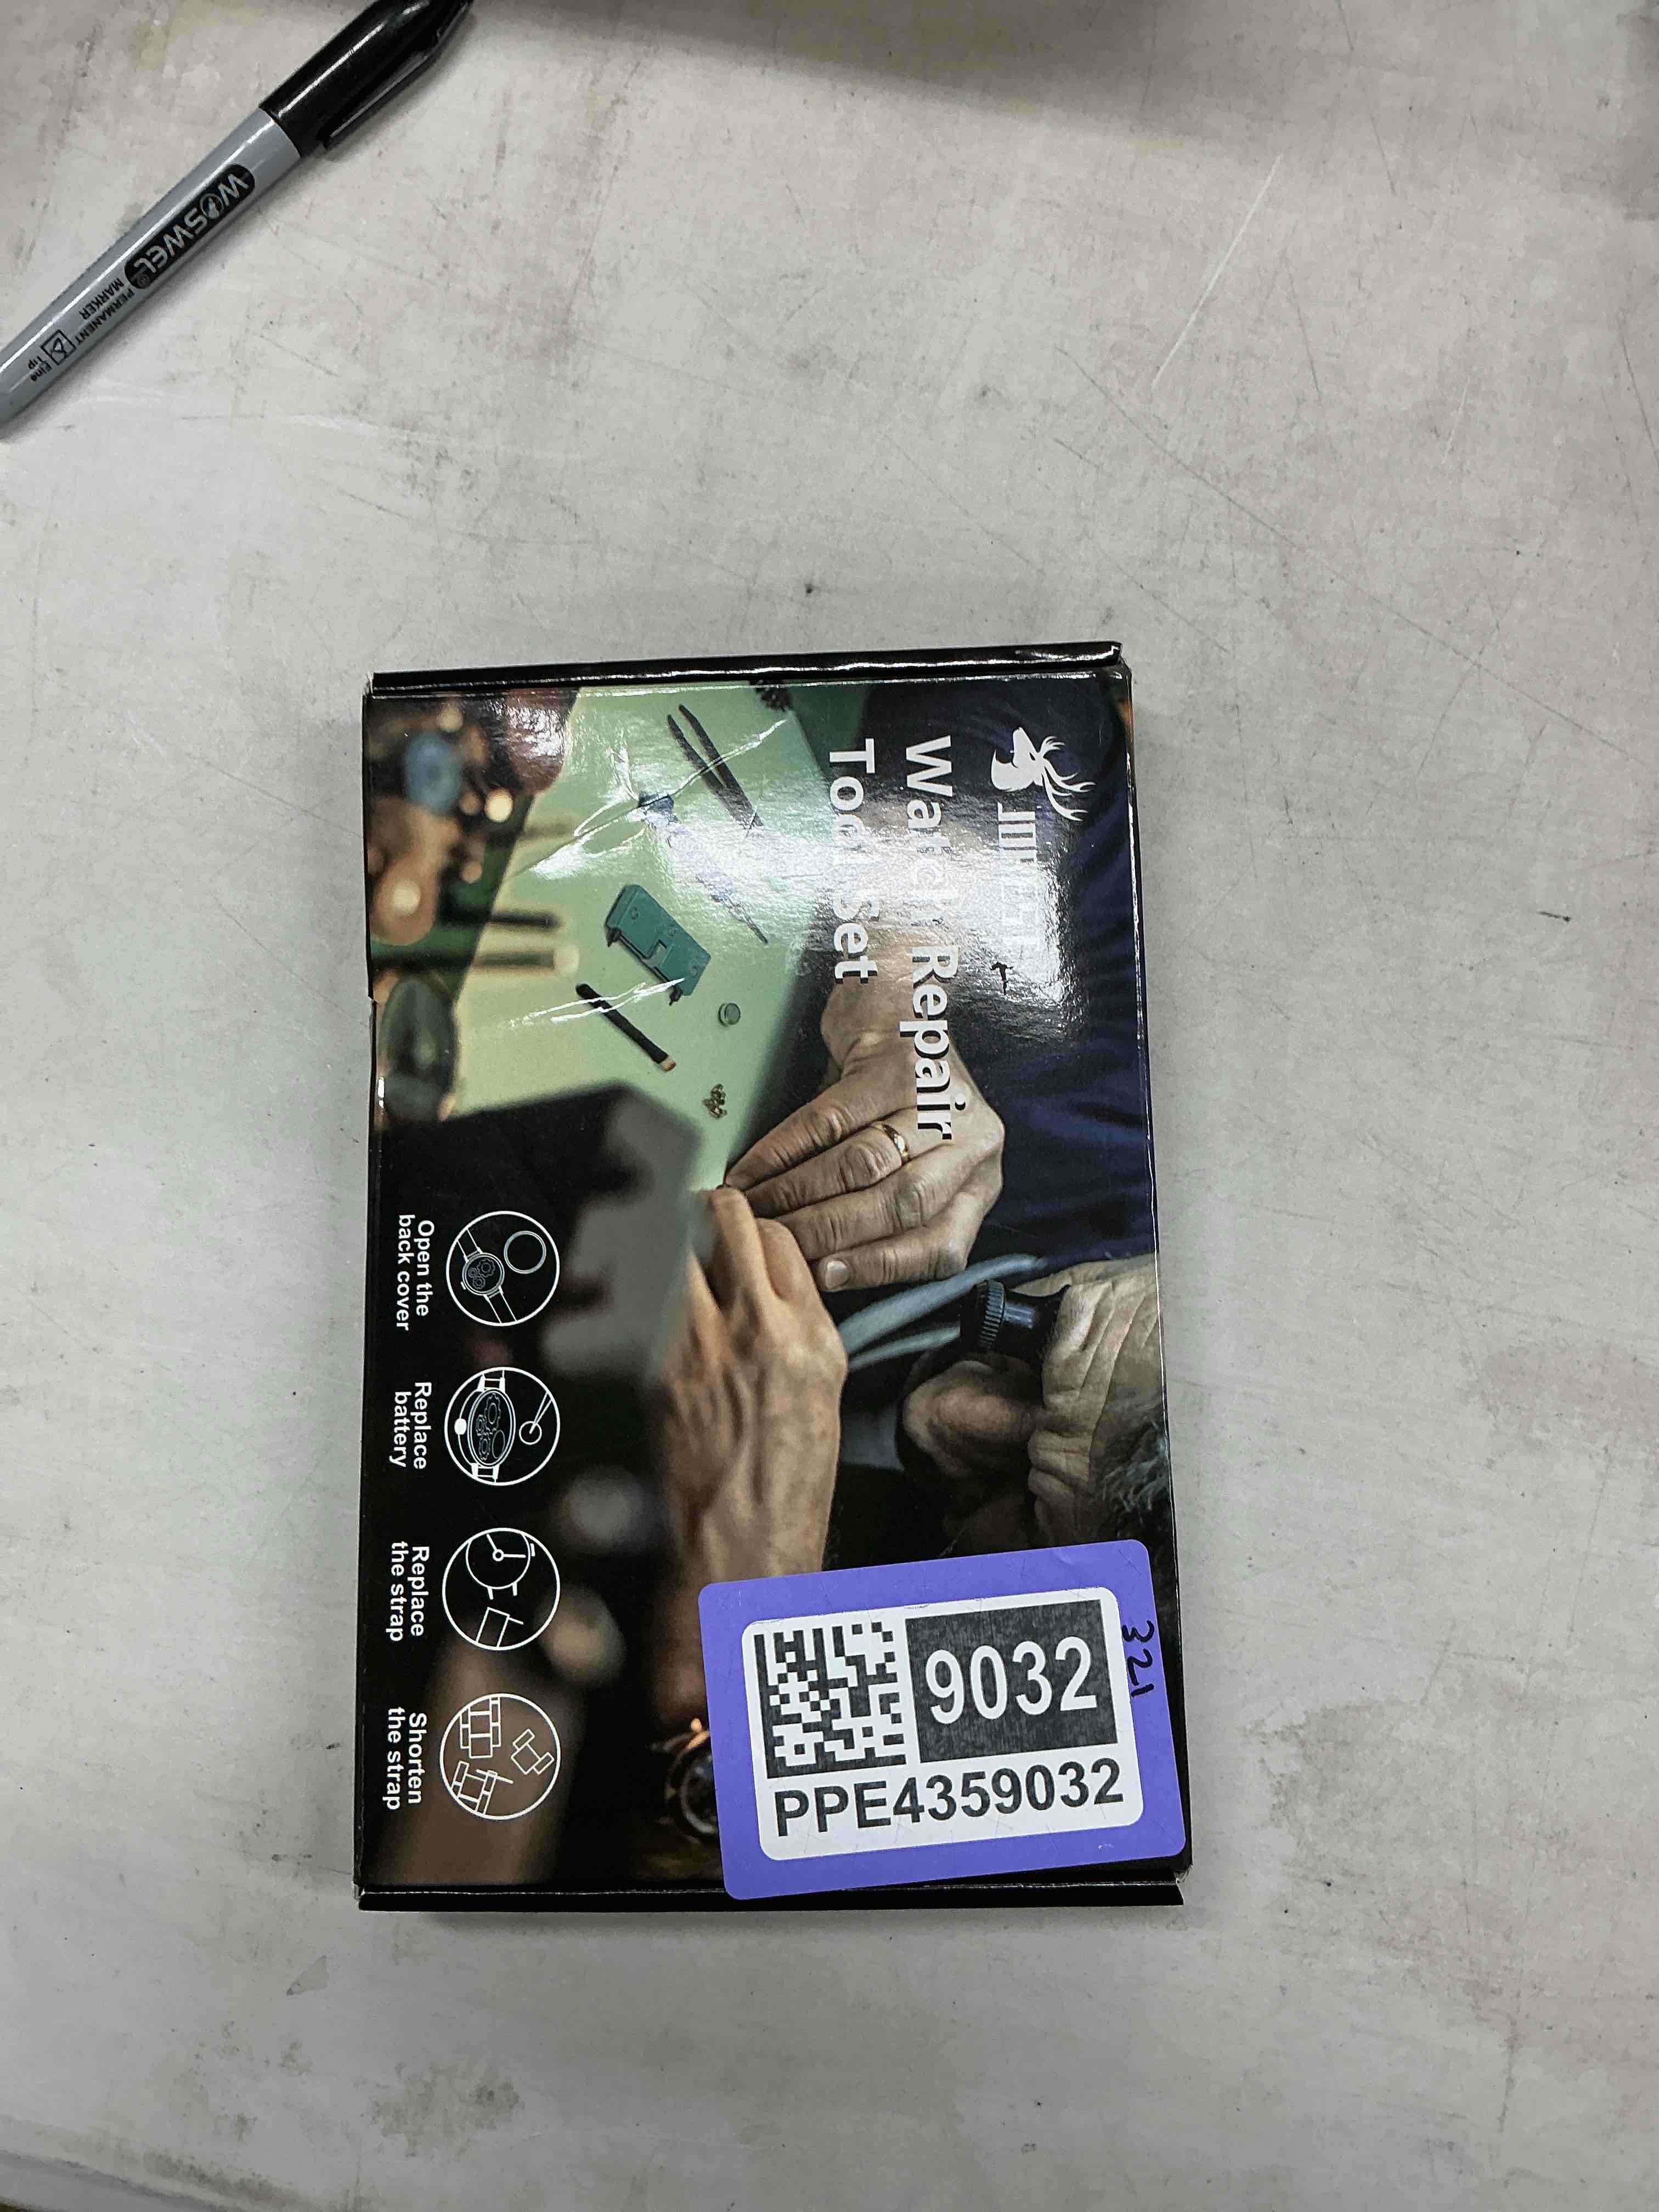 WOSWEL
PERMANENT
MARKER
Fine
Tip
Watch Repair
Tool Set
Open the
back cover
Replace
battery
Replace
the strap
Shorten
the strap
321
9032
PPE4359032